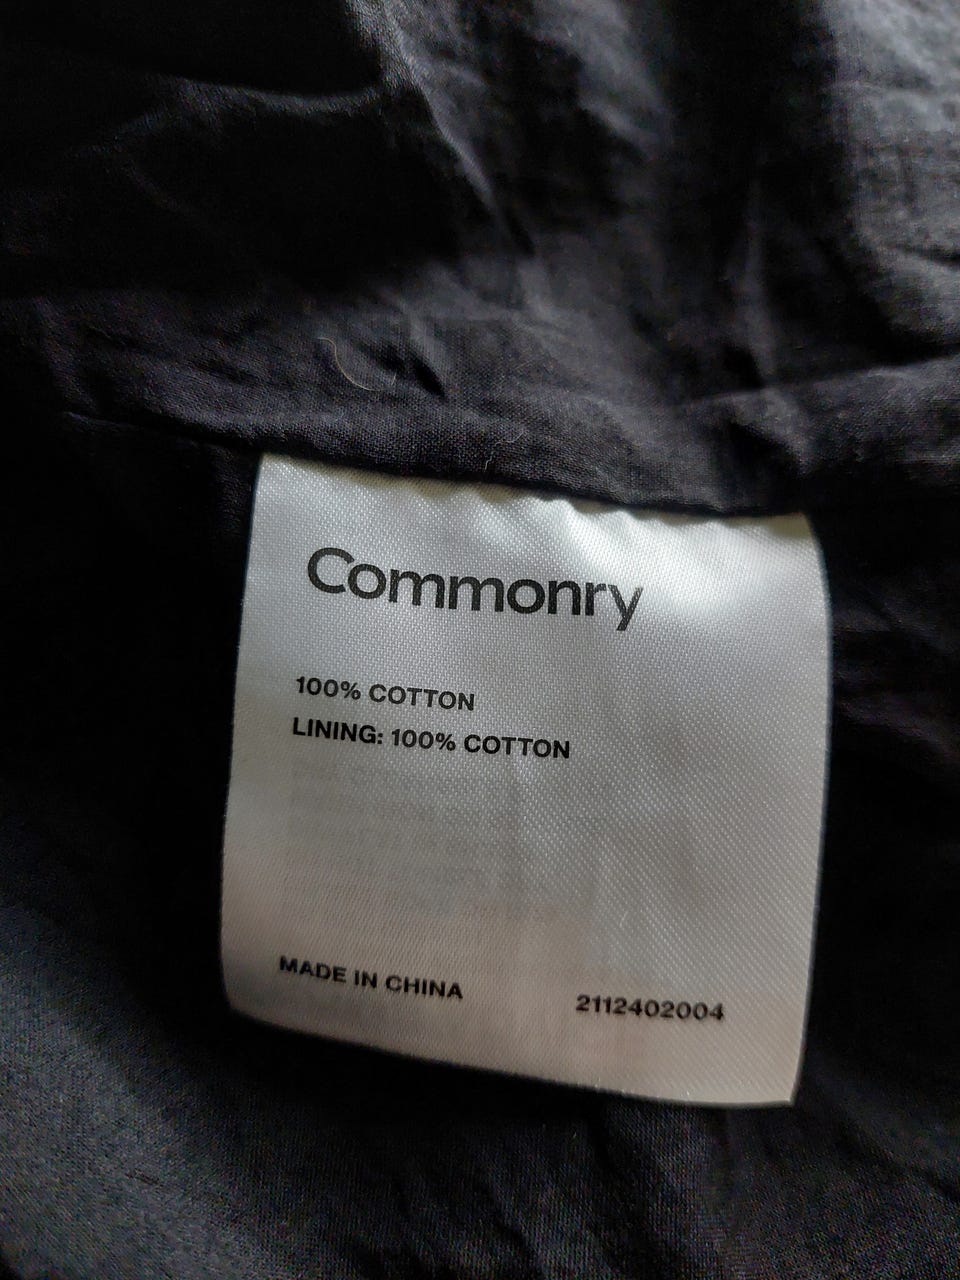 Commonry
100% COTTON
LINING: 100% COTTON
MADE IN CHINA
2112402004